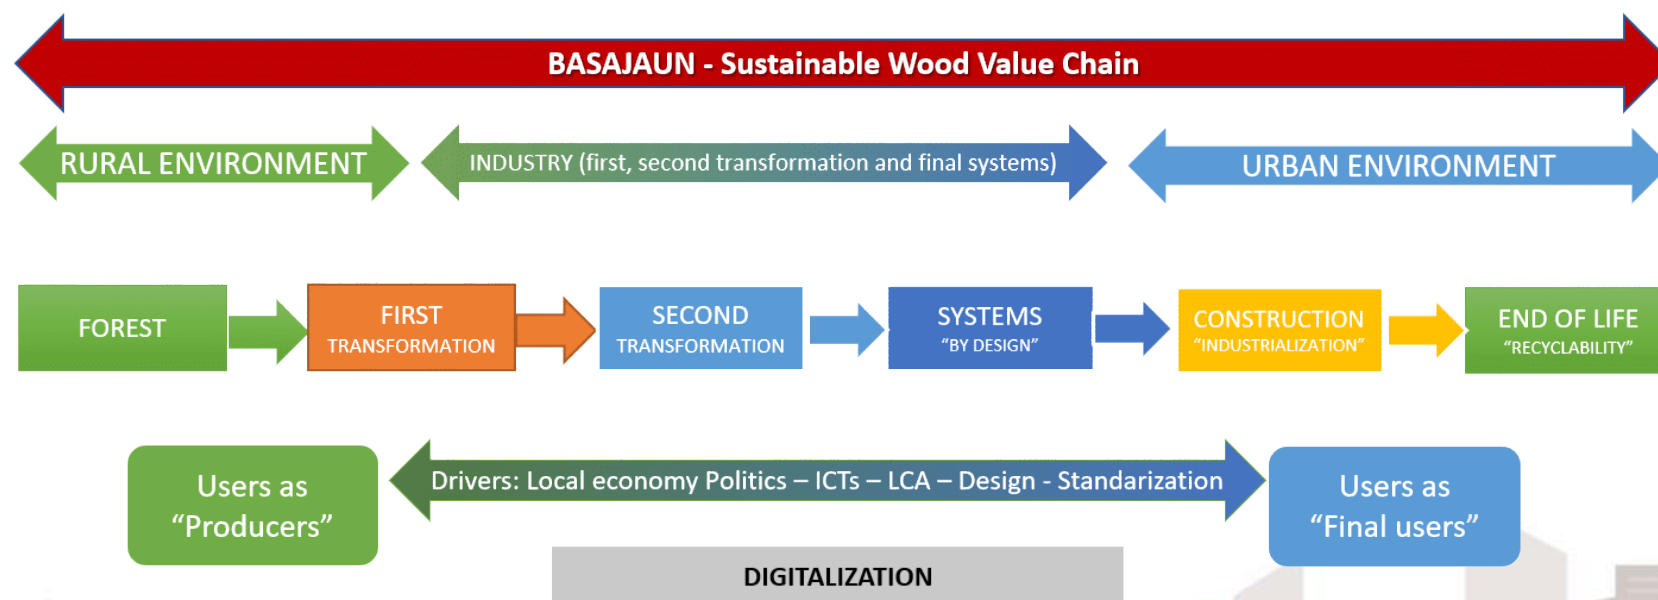 BASAJAUN - Sustainable Wood Value Chain
RURAL ENVIRONMENT
INDUSTRY (first, second transformation and final systems)
URBAN ENVIRONMENT
FOREST
FIRST
TRANSFORMATION
SECOND
TRANSFORMATION
SYSTEMS
“BY DESIGN”
CONSTRUCTION
“INDUSTRIALIZATION”
END OF LIFE
“RECYCLABILITY”
Users as
“Producers”
Drivers: Local economy Politics – ICTs – LCA – Design - Standarization
Users as
“Final users”
DIGITALIZATION